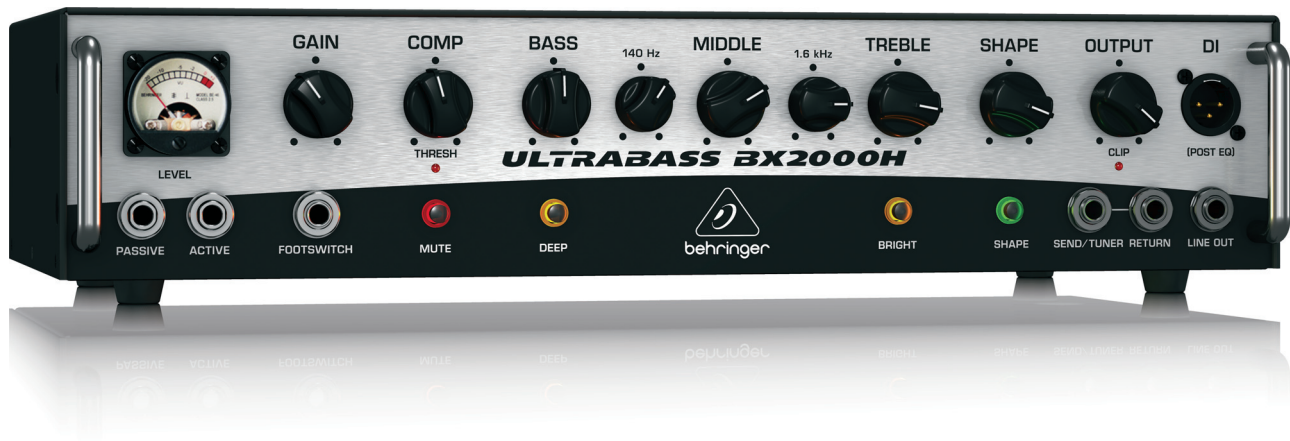 GAIN
COMP
BASS
140 Hz
MIDDLE
1.6 kHz
TREBLE
SHAPE
OUTPUT
DI
THRESH
ULTRABASS BX2000H
CLIP
(POST EQ)
LEVEL
PASSIVE
ACTIVE
FOOTSWITCH
MUTE
DEEP
behringer
BRIGHT
SHAPE
SEND/TUNER
RETURN
LINE OUT